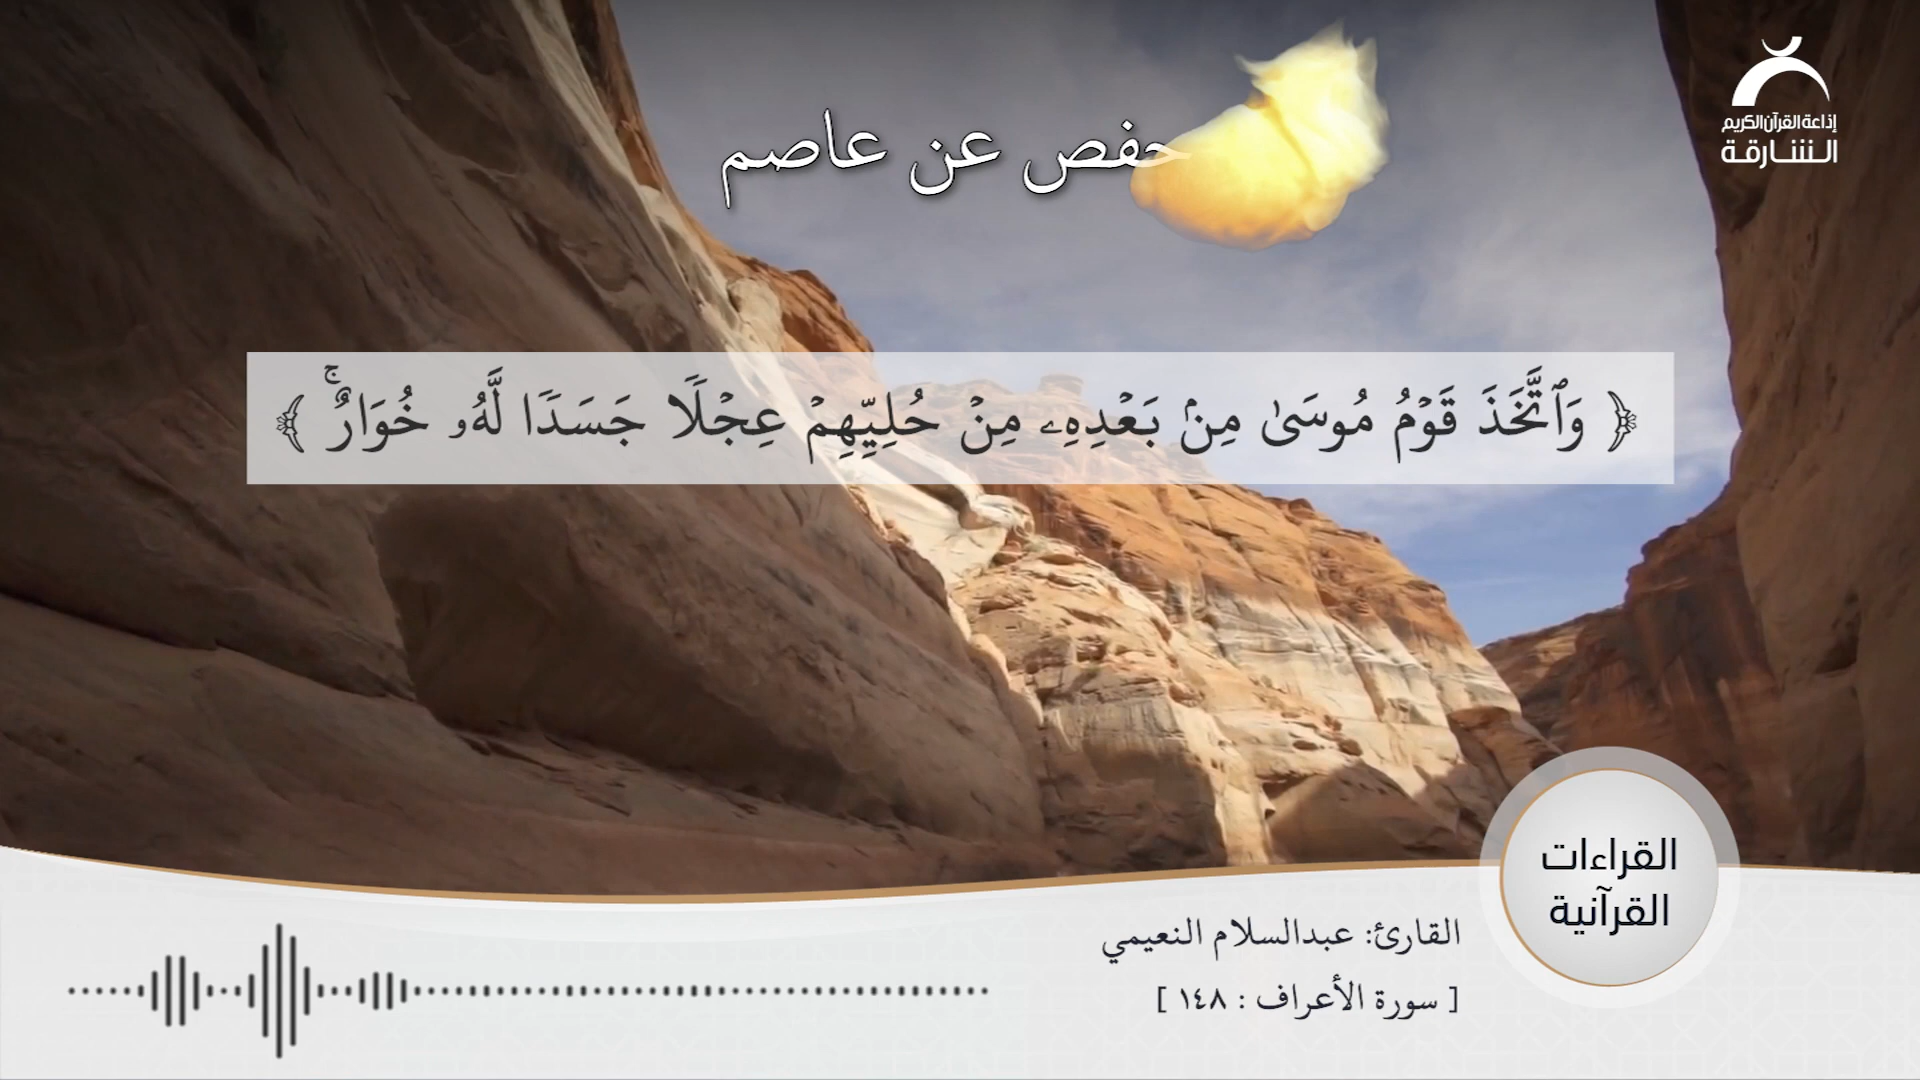 إذاعة القرآن الكريم
الشارقة
حفص عن عاصم
﴿ وَٱتَّخَذَ قَوْمُ مُوسَىٰ مِنۢ بَعْدِهِۦ مِنْ حُلِيِّهِمْ عِجْلًا جَسَدًا لَّهُۥ خُوَارٌۚ ﴾
القراءات
القرآنية
القارئ: عبدالسلام النعيمي
[ سورة الأعراف : ١٤٨ ]